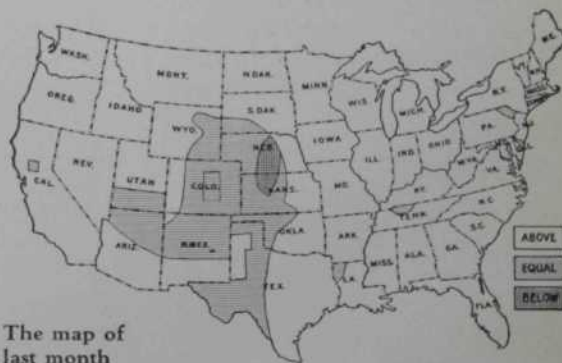 WASH.
MONT.
N.DAK.
MINN.
ME.
OREG.
IDAHO
WYO.
S.DAK.
WIS.
MICH.
N.Y.
NEV.
UTAH
COLO.
NEB.
IOWA
ILL.
IND.
OHIO
PA.
CAL.
KANS.
MO.
KY.
W.VA.
VA.
ARIZ.
N.MEX.
OKLA.
ARK.
TENN.
N.C.
S.C.
TEX.
LA.
MISS.
ALA.
GA.
FLA.
ABOVE
EQUAL
BELOW
The map of
last month